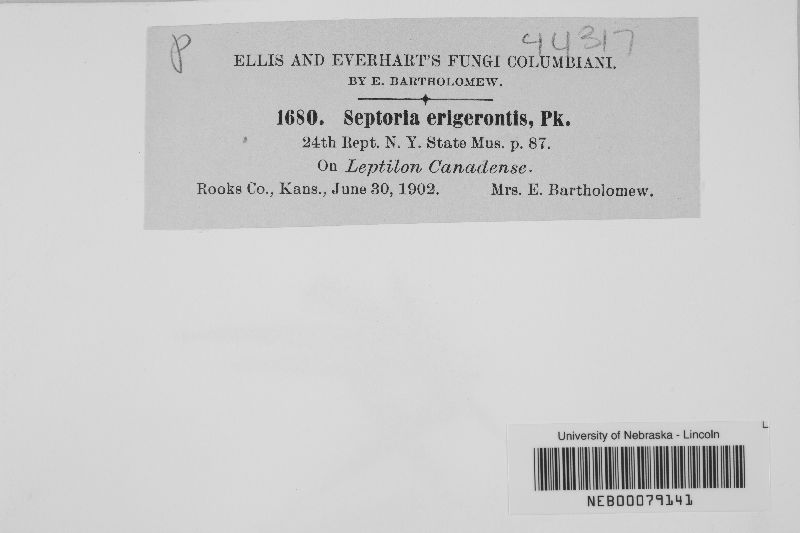 P 44317
ELLIS AND EVERHART'S FUNGI COLUMBIANI.
BY E. BARTHOLOMEW.
1680. Septoria erigerontis, Pk.
24th Rept. N. Y. State Mus. p. 87.
On Leptilon Canadense.
Rooks Co., Kans., June 30, 1902. Mrs. E. Bartholomew.
L
University of Nebraska - Lincoln
NEB00079141